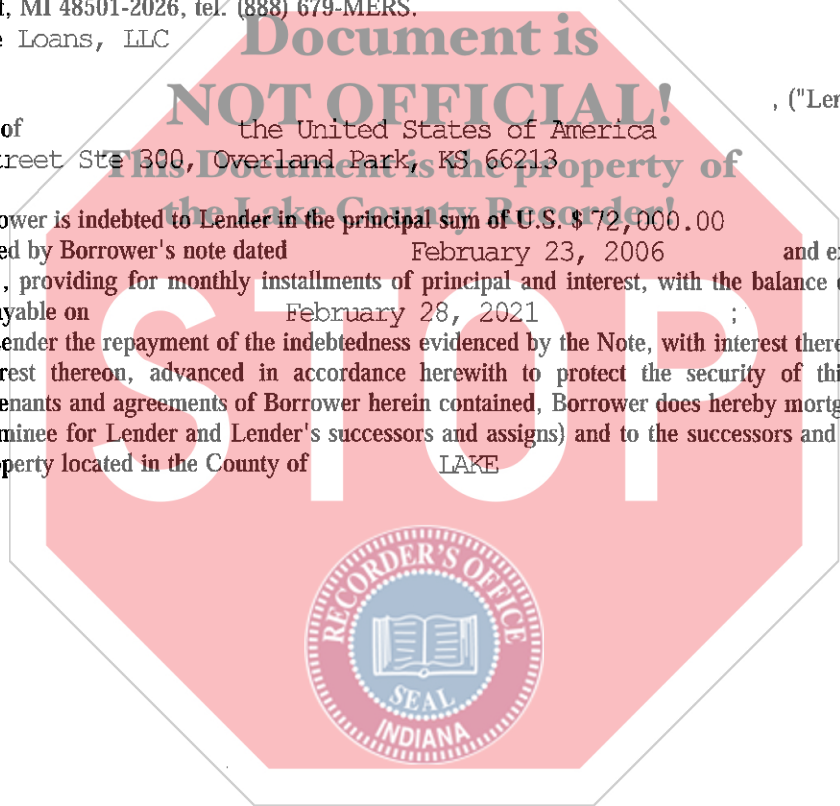 t, MI 48501-2026, tel. (888) 679-MERS.
e Loans, LLC
Document is
NOT OFFICIAL!
, ("Len
of the United States of America
treet Ste 300, Overland Park, KS 66213
This Document is the property of
the Lake County Recorder!
ower is indebted to Lender in the principal sum of U.S. $ 72,000.00
ed by Borrower's note dated February 23, 2006 and ex
, providing for monthly installments of principal and interest, with the balance o
yable on February 28, 2021 ;
ender the repayment of the indebtedness evidenced by the Note, with interest there
rest thereon, advanced in accordance herewith to protect the security of thi
enants and agreements of Borrower herein contained, Borrower does hereby mortg
minee for Lender and Lender's successors and assigns) and to the successors and
perty located in the County of LAKE
STOP
RECORDER'S OFFICE
SEAL
INDIANA